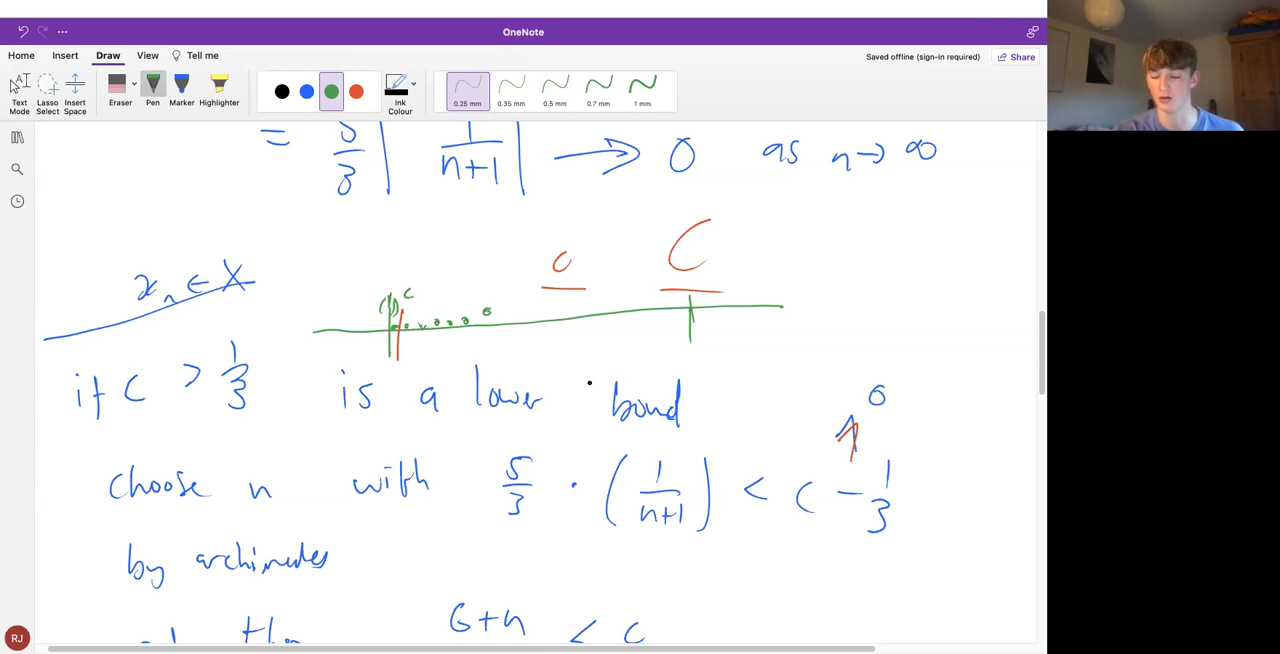 OneNote
Home Insert Draw View Tell me
Saved offline (sign-in required) Share
Text Mode Lasso Select Insert Space Eraser Pen Marker Highlighter Ink Colour 0.25 mm 0.35 mm 0.5 mm 0.7 mm 1 mm
= 5/3 | 1/(n+1) | → 0 as n → ∞
x_n ∈ X
c C
c
if C > 1/3 is a lower bond
0
choose n with 5/3 · (1/(n+1)) < C - 1/3
by archimedes
6+n < c
RJ